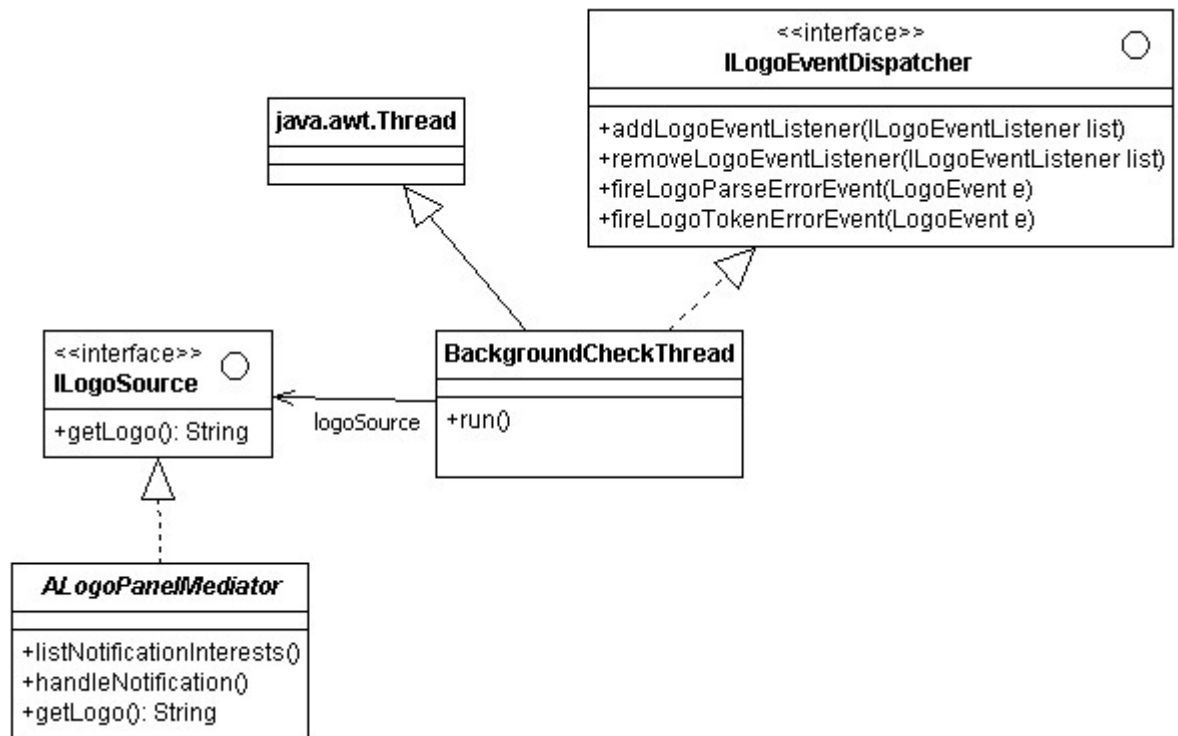 <<interface>>
ILogoEventDispatcher
+addLogoEventListener(ILogoEventListener list)
+removeLogoEventListener(ILogoEventListener list)
+fireLogoParseErrorEvent(LogoEvent e)
+fireLogoTokenErrorEvent(LogoEvent e)
java.awt.Thread
<<interface>>
ILogoSource
+getLogo(): String
logoSource
BackgroundCheckThread
+run()
ALogoPanelMediator
+listNotificationInterests()
+handleNotification()
+getLogo(): String